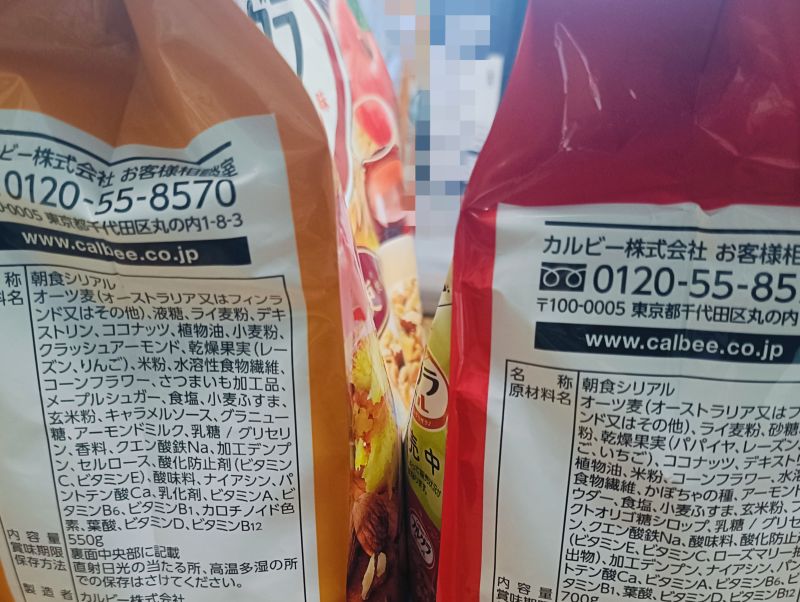 ルビー株式会社 お客様相談室
0120-55-8570
0-0005 東京都千代田区丸の内1-8-3
www.calbee.co.jp
称 朝食シリアル
料名 オーツ麦(オーストラリア又はフィンラ
ンド又はその他)、液糖、ライ麦粉、デキ
ストリン、ココナッツ、植物油、小麦粉、
クラッシュアーモンド、乾燥果実(レー
ズン、りんご)、米粉、水溶性食物繊維、
コーンフラワー、さつまいも加工品、
メープルシュガー、食塩、小麦ふすま、
玄米粉、キャラメルソース、グラニュー
糖、アーモンドミルク、乳糖 / グリセリ
ン、香料、クエン酸鉄Na、加工デンプ
ン、セルロース、酸化防止剤(ビタミン
C、ビタミンE)、酸味料、ナイアシン、パ
ントテン酸Ca、乳化剤、ビタミンA、ビ
タミンB6、ビタミンB1、カロチノイド色
素、葉酸、ビタミンD、ビタミンB12
内容量 550g
賞味期限 裏面中央部に記載
保存方法 直射日光の当たる所、高温多湿の所
での保存はさけてください。
製造者 カルビー株式会社
グラ
ラ
売中
カルビー株式会社 お客様相
0120-55-85
〒100-0005 東京都千代田区丸の内
www.calbee.co.jp
名称 朝食シリアル
原材料名 オーツ麦(オーストラリア又はフ
ンド又はその他)、ライ麦粉、砂糖
粉、乾燥果実(パパイヤ、レーズン
ご、いちご)、ココナッツ、デキスト
植物油、米粉、コーンフラワー、水溶
食物繊維、かぼちゃの種、アーモンド
ウダー、食塩、小麦ふすま、玄米粉、
クトオリゴ糖シロップ、乳糖 / グリセ
ン、クエン酸鉄Na、酸味料、酸化防止
(ビタミンE、ビタミンC、ローズマリー抽
出物)、加工デンプン、ナイアシン、パン
トテン酸Ca、ビタミンA、ビタミンB6、
タミンB1、葉酸、ビタミンD、ビタミンB
内容量 700g
賞味期